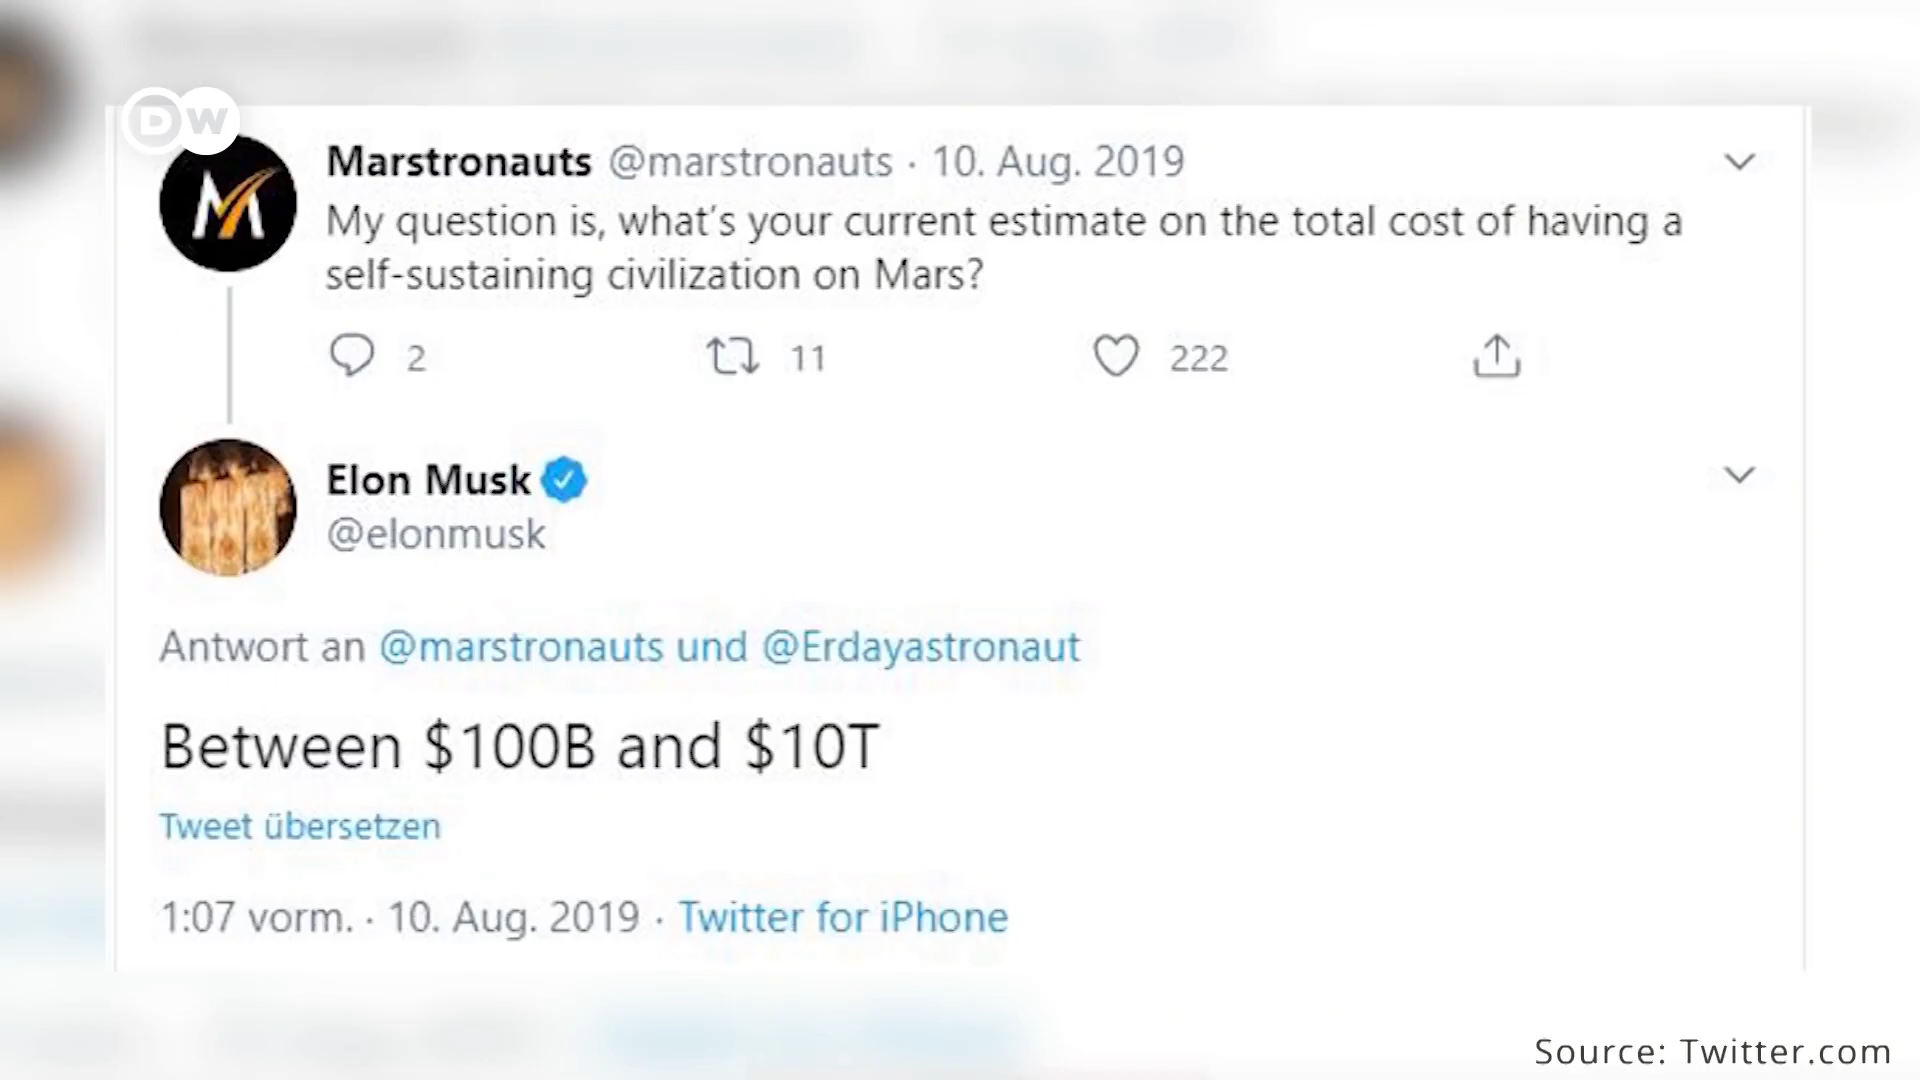 DW
Marstronauts @marstronauts · 10. Aug. 2019
My question is, what's your current estimate on the total cost of having a
self-sustaining civilization on Mars?
2 11 222
Elon Musk
@elonmusk
Antwort an @marstronauts und @Erdayastronaut
Between $100B and $10T
Tweet übersetzen
1:07 vorm. · 10. Aug. 2019 · Twitter for iPhone
Source: Twitter.com